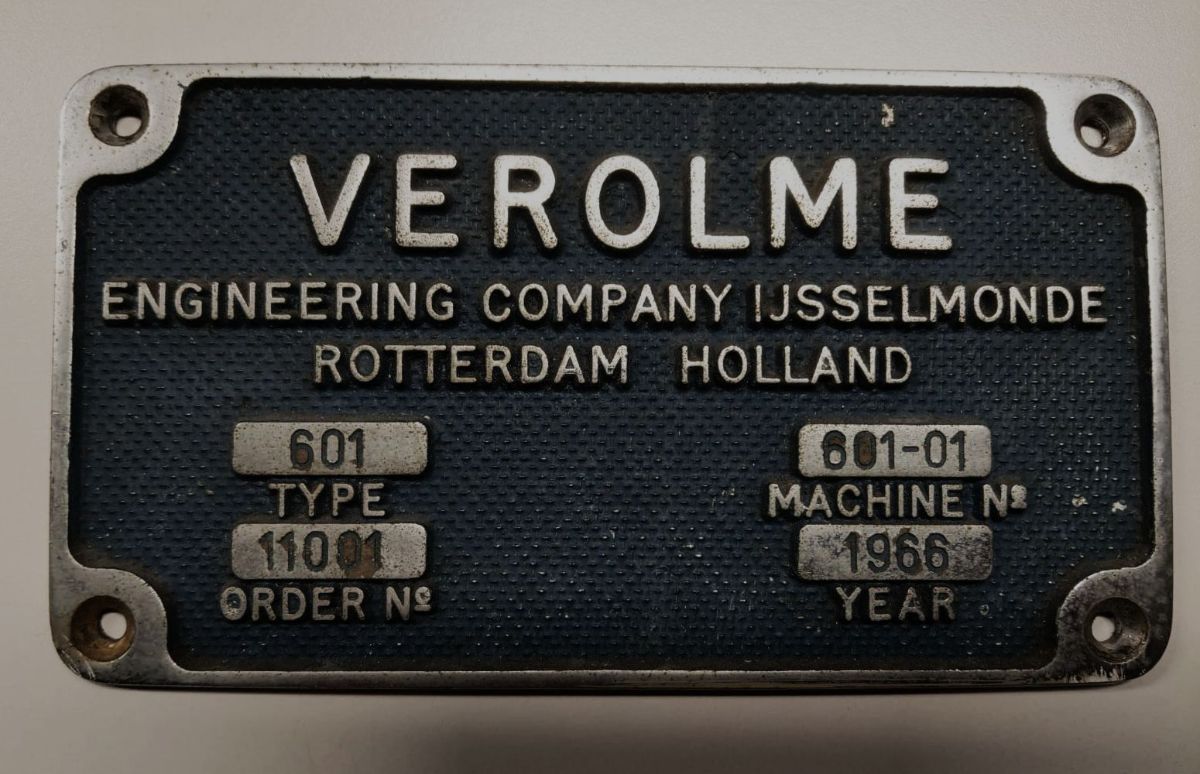 VEROLME
ENGINEERING COMPANY IJSSELMONDE
ROTTERDAM HOLLAND
601 601-01
TYPE MACHINE Nº
11001 1966
ORDER Nº YEAR